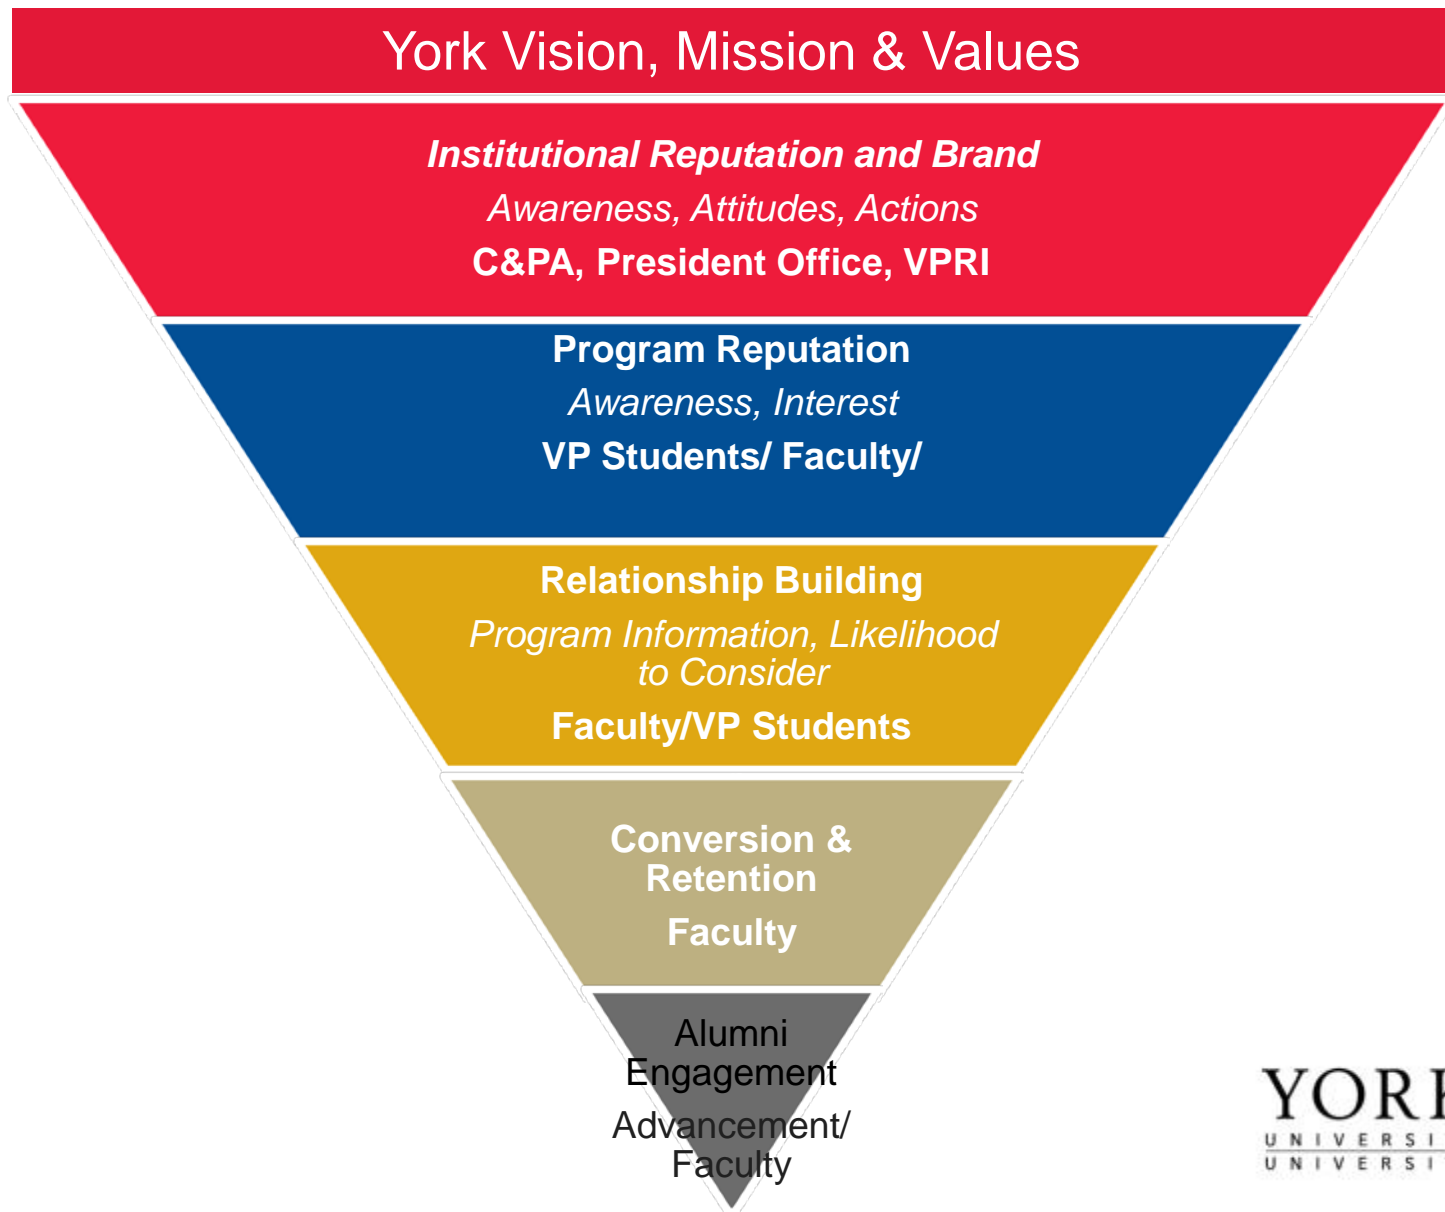 York Vision, Mission & Values
Institutional Reputation and Brand
Awareness, Attitudes, Actions
C&PA, President Office, VPRI
Program Reputation
Awareness, Interest
VP Students/ Faculty/
Relationship Building
Program Information, Likelihood
to Consider
Faculty/VP Students
Conversion &
Retention
Faculty
Alumni
Engagement
Advancement/
Faculty
YORK
UNIVERSI
UNIVERSI